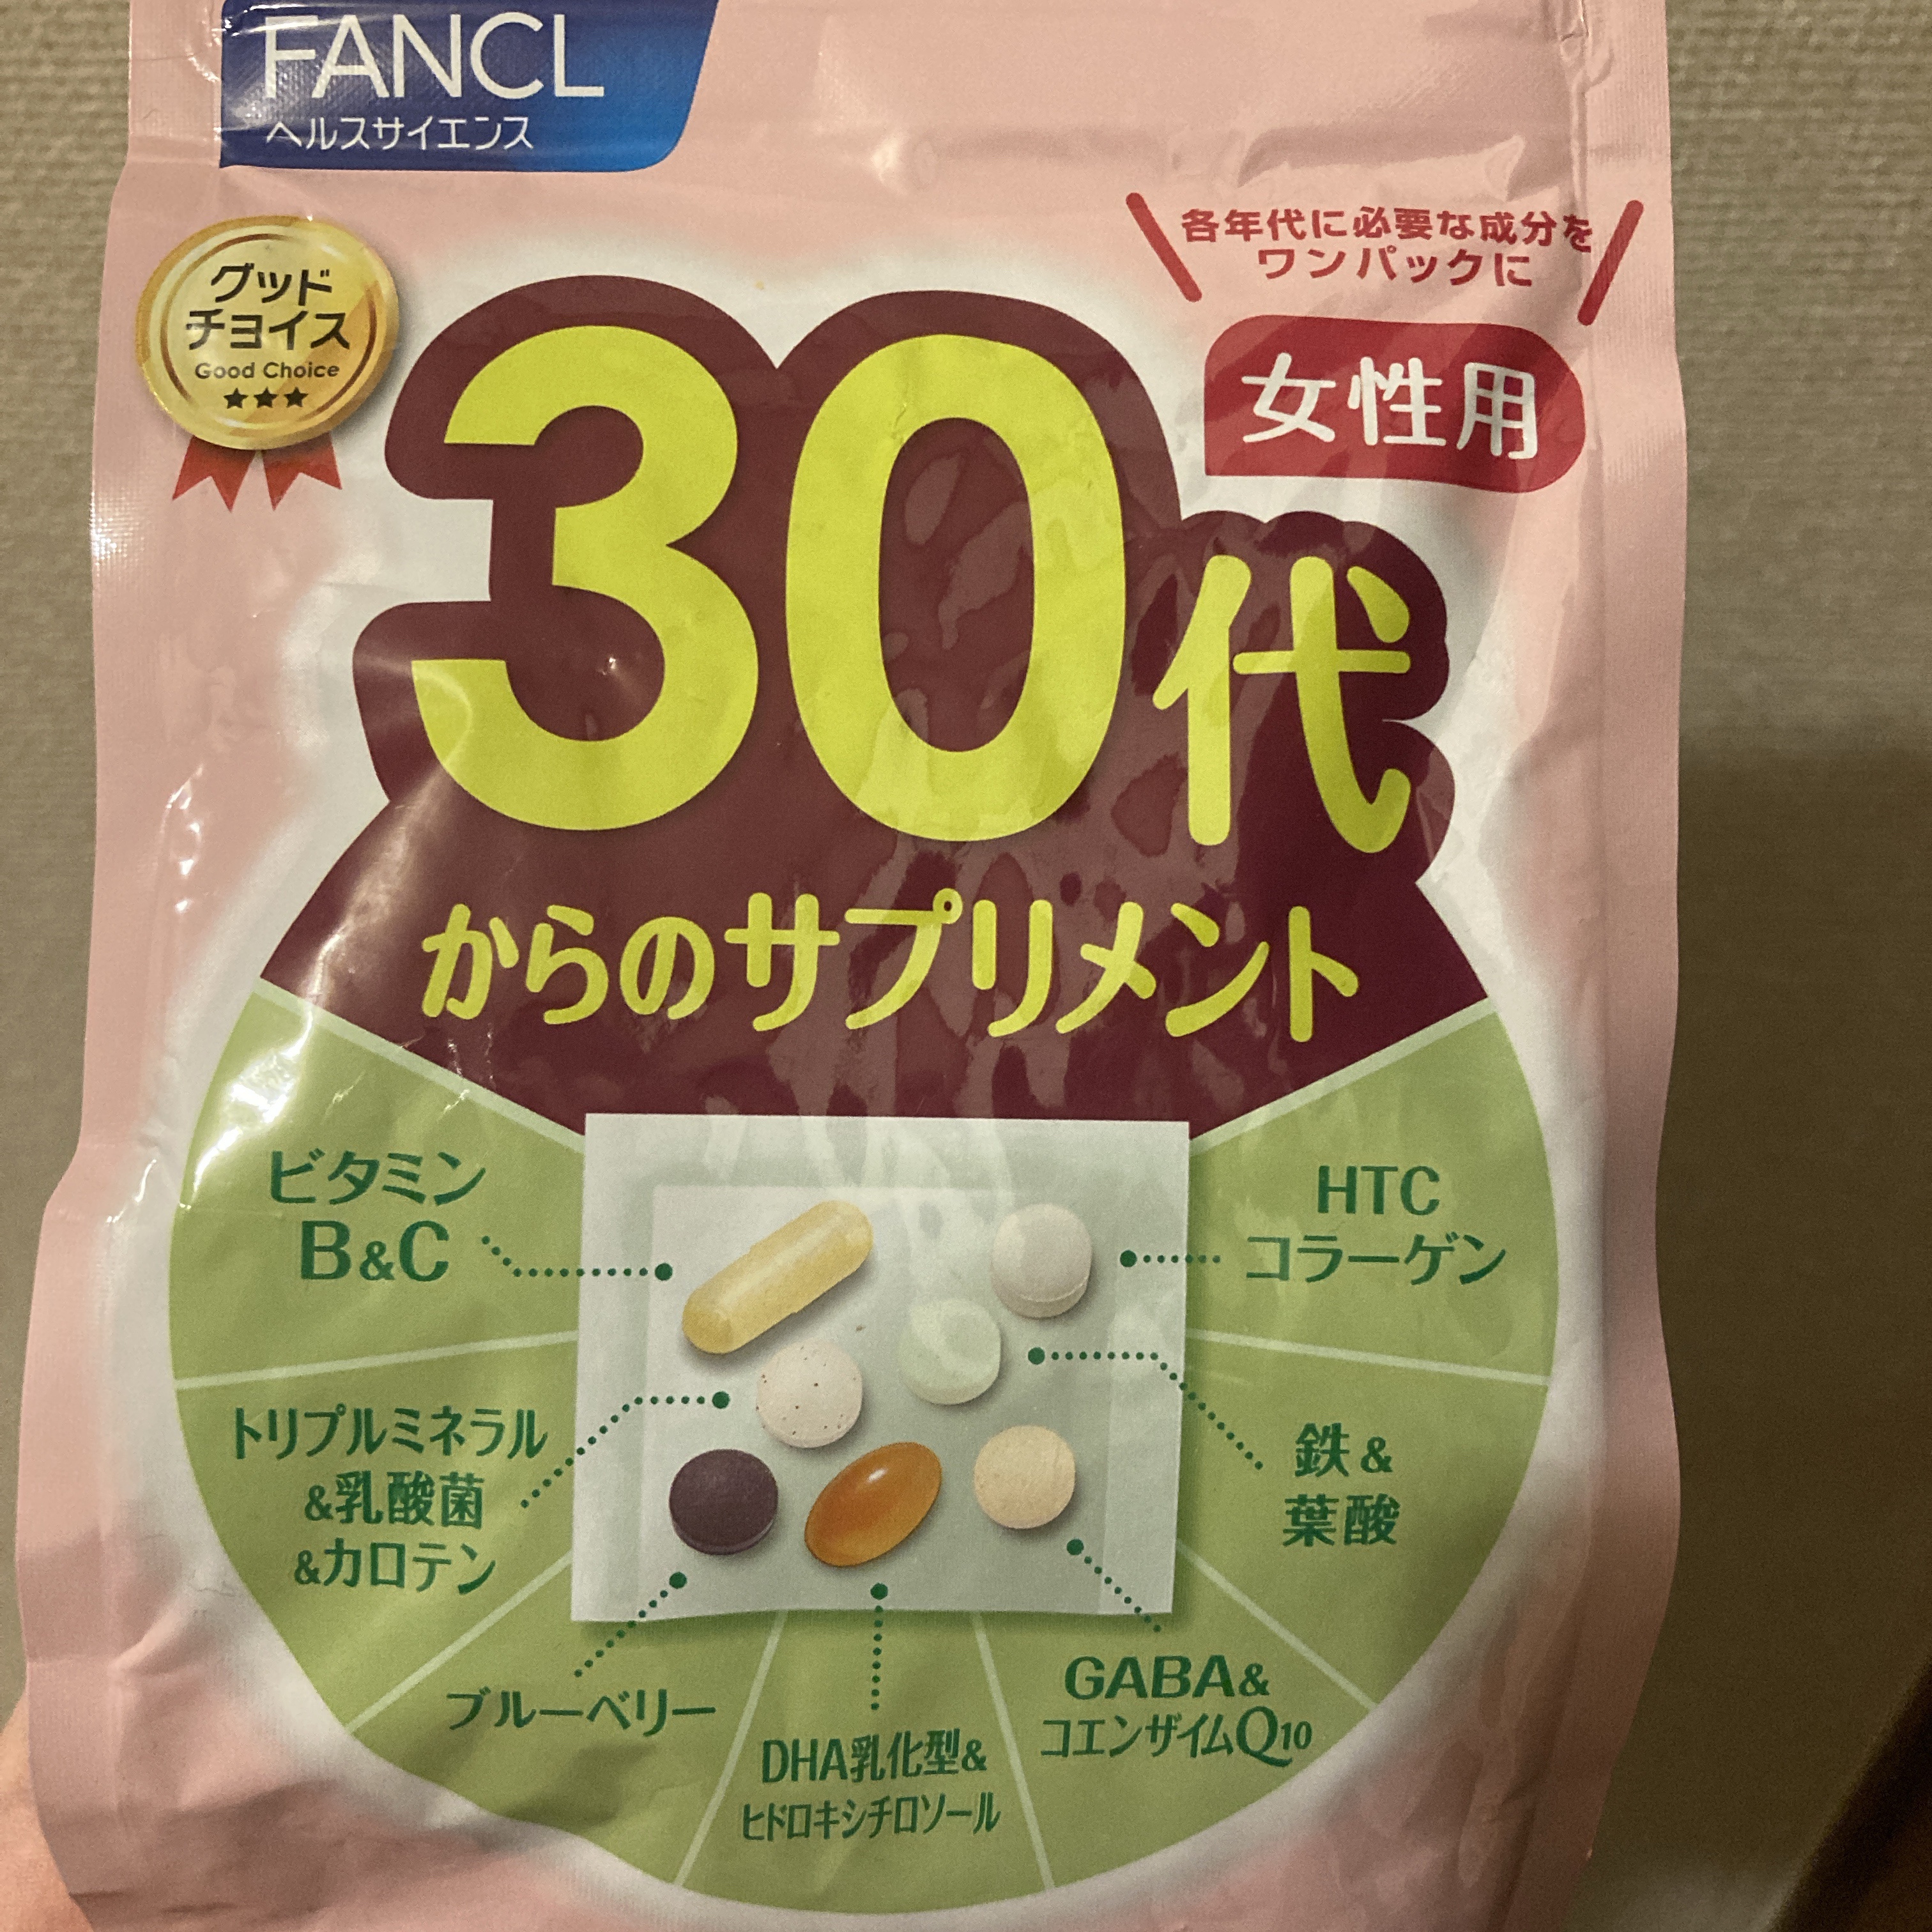 FANCL
ヘルスサイエンス
各年代に必要な成分を
ワンパックに
グッド
チョイス
Good Choice
★★★
女性用
30代
からのサプリメント
ビタミン
B&C
HTC
コラーゲン
トリプルミネラル
&乳酸菌
&カロテン
鉄&
葉酸
ブルーベリー
DHA乳化型&
ヒドロキシチロソール
GABA&
コエンザイムQ10